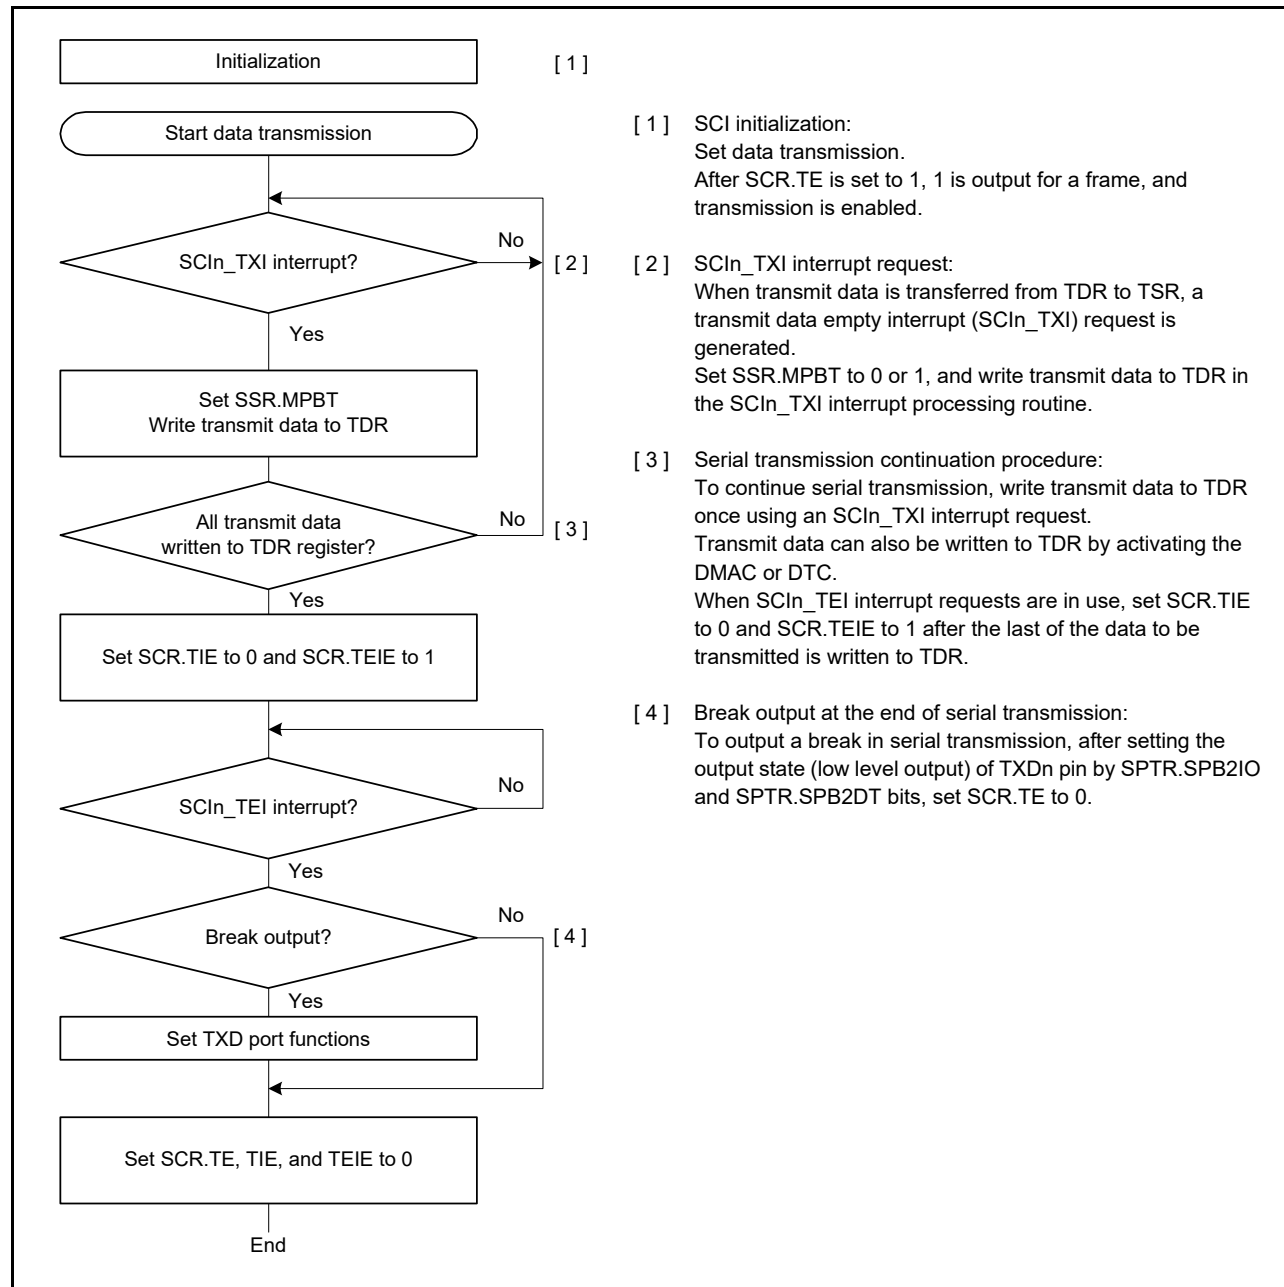 Initialization
[ 1 ]
Start data transmission
SCIn_TXI interrupt?
No
[ 2 ]
Yes
Set SSR.MPBT
Write transmit data to TDR
All transmit data
written to TDR register?
No
[ 3 ]
Yes
Set SCR.TIE to 0 and SCR.TEIE to 1
SCIn_TEI interrupt?
No
Yes
Break output?
No
[ 4 ]
Yes
Set TXD port functions
Set SCR.TE, TIE, and TEIE to 0
End
[ 1 ] SCI initialization:
Set data transmission.
After SCR.TE is set to 1, 1 is output for a frame, and
transmission is enabled.
[ 2 ] SCIn_TXI interrupt request:
When transmit data is transferred from TDR to TSR, a
transmit data empty interrupt (SCIn_TXI) request is
generated.
Set SSR.MPBT to 0 or 1, and write transmit data to TDR in
the SCIn_TXI interrupt processing routine.
[ 3 ] Serial transmission continuation procedure:
To continue serial transmission, write transmit data to TDR
once using an SCIn_TXI interrupt request.
Transmit data can also be written to TDR by activating the
DMAC or DTC.
When SCIn_TEI interrupt requests are in use, set SCR.TIE
to 0 and SCR.TEIE to 1 after the last of the data to be
transmitted is written to TDR.
[ 4 ] Break output at the end of serial transmission:
To output a break in serial transmission, after setting the
output state (low level output) of TXDn pin by SPTR.SPB2IO
and SPTR.SPB2DT bits, set SCR.TE to 0.